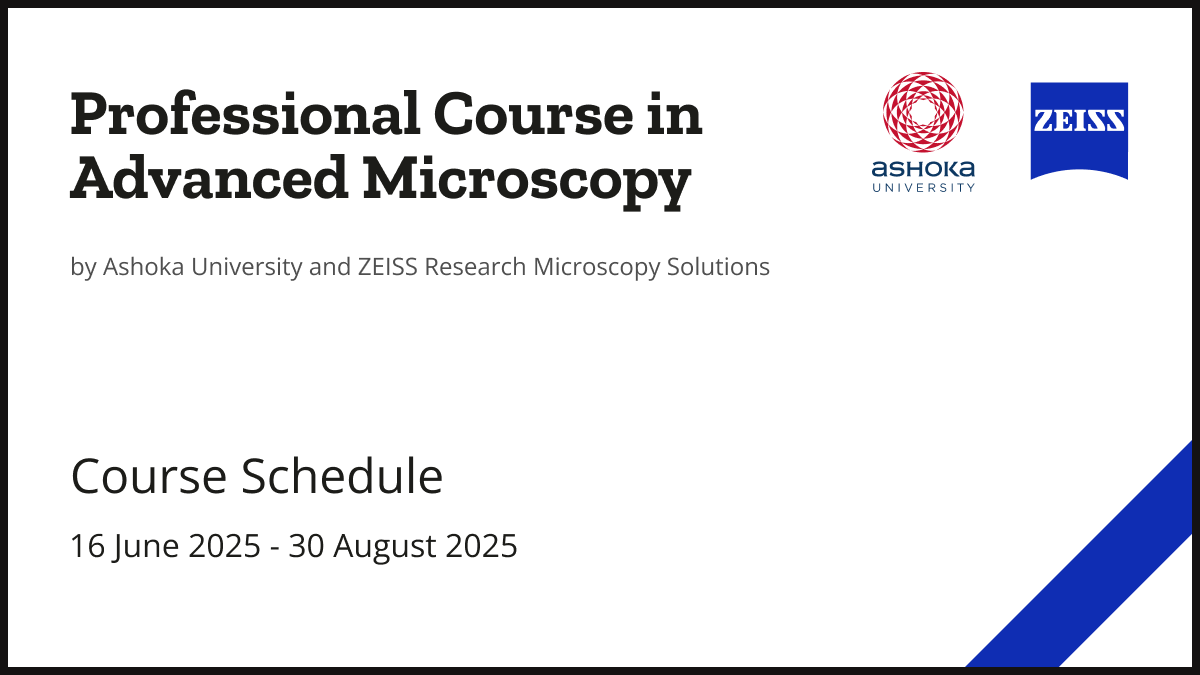 Professional Course in
Advanced Microscopy
ASHOKA
UNIVERSITY
ZEISS
by Ashoka University and ZEISS Research Microscopy Solutions
Course Schedule
16 June 2025 - 30 August 2025